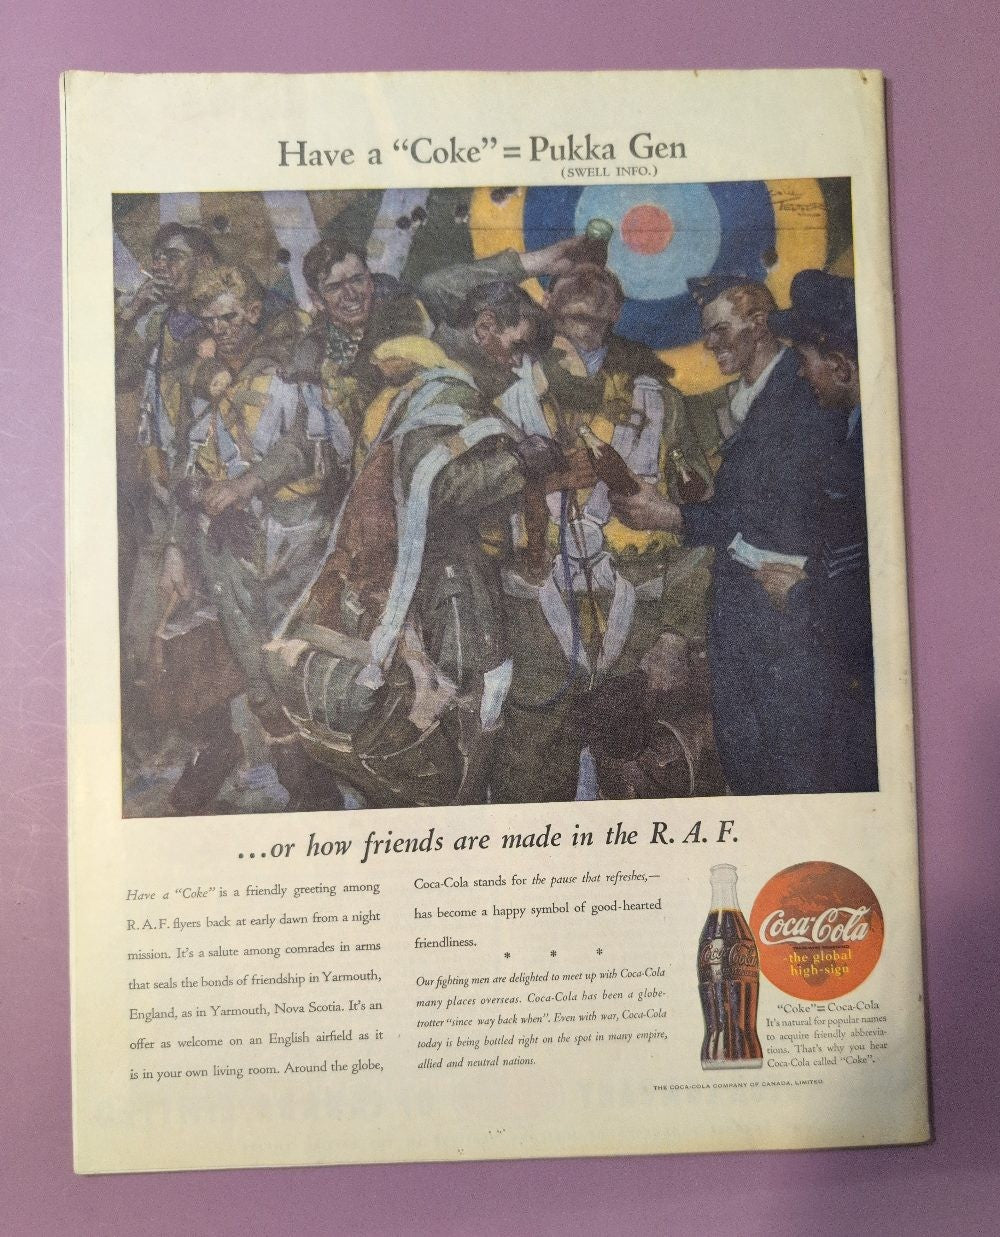 Have a “Coke” = Pukka Gen
(SWELL INFO.)
...or how friends are made in the R. A. F.
Have a “Coke” is a friendly greeting among
R.A.F. flyers back at early dawn from a night
mission. It's a salute among comrades in arms
that seals the bonds of friendship in Yarmouth,
England, as in Yarmouth, Nova Scotia. It's an
offer as welcome on an English airfield as it
is in your own living room. Around the globe,
Coca-Cola stands for the pause that refreshes,—
has become a happy symbol of good-hearted
friendliness.
* * *
Our fighting men are delighted to meet up with Coca-Cola
many places overseas. Coca-Cola has been a globe-
trotter “since way back when”. Even with war, Coca-Cola
today is being bottled right on the spot in many empire,
allied and neutral nations.
Coca-Cola
Coca-Cola
-the global
high-sign
“Coke”= Coca-Cola
It's natural for popular names
to acquire friendly abbrevia-
tions. That's why you hear
Coca-Cola called “Coke”.
THE COCA-COLA COMPANY OF CANADA, LIMITED